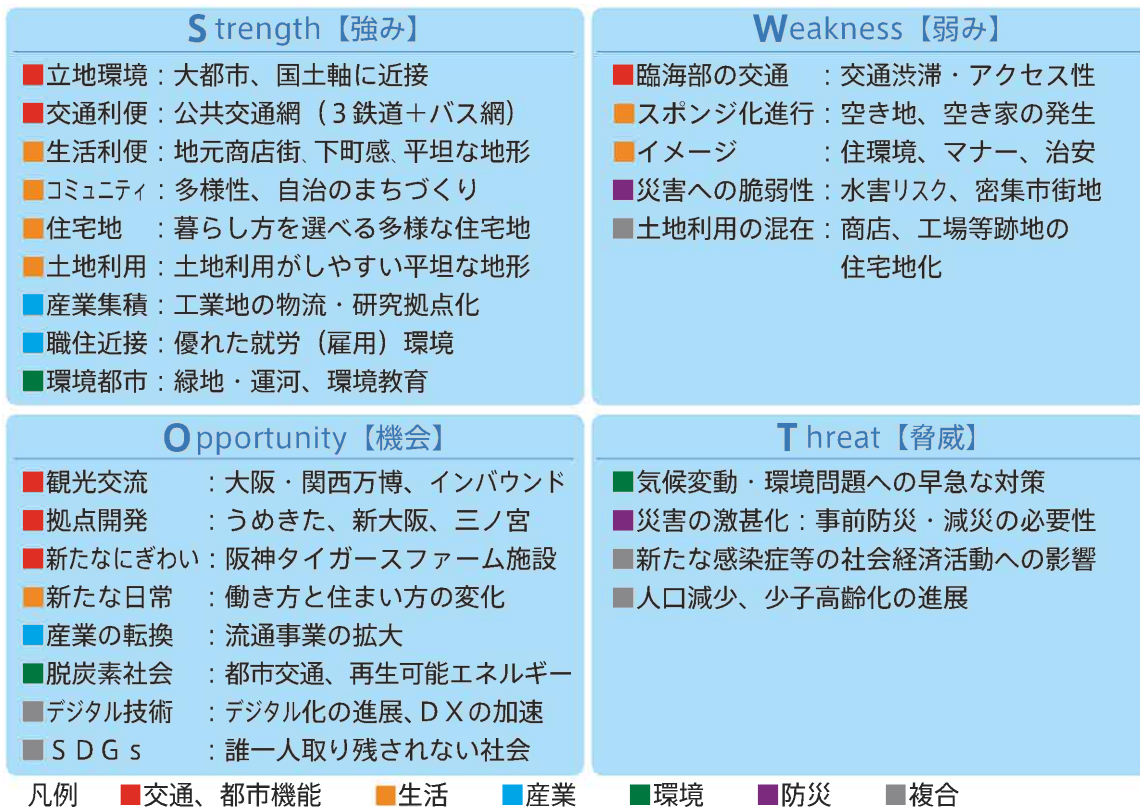 Strength【強み】
■立地環境：大都市、国土軸に近接
■交通利便：公共交通網（３鉄道＋バス網）
■生活利便：地元商店街、下町感、平坦な地形
■コミュニティ：多様性、自治のまちづくり
■住宅地　：暮らし方を選べる多様な住宅地
■土地利用：土地利用がしやすい平坦な地形
■産業集積：工業地の物流・研究拠点化
■職住近接：優れた就労（雇用）環境
■環境都市：緑地・運河、環境教育
Weakness【弱み】
■臨海部の交通　：交通渋滞・アクセス性
■スポンジ化進行：空き地、空き家の発生
■イメージ　　　：住環境、マナー、治安
■災害への脆弱性：水害リスク、密集市街地
■土地利用の混在：商店、工場等跡地の
住宅地化
Opportunity【機会】
■観光交流　　：大阪・関西万博、インバウンド
■拠点開発　　：うめきた、新大阪、三ノ宮
■新たなにぎわい：阪神タイガースファーム施設
■新たな日常　：働き方と住まい方の変化
■産業の転換　：流通事業の拡大
■脱炭素社会　：都市交通、再生可能エネルギー
■デジタル技術　：デジタル化の進展、ＤＸの加速
■ＳＤＧｓ　　：誰一人取り残されない社会
Threat【脅威】
■気候変動・環境問題への早急な対策
■災害の激甚化：事前防災・減災の必要性
■新たな感染症等の社会経済活動への影響
■人口減少、少子高齢化の進展
凡例　■交通、都市機能　■生活　■産業　■環境　■防災　■複合